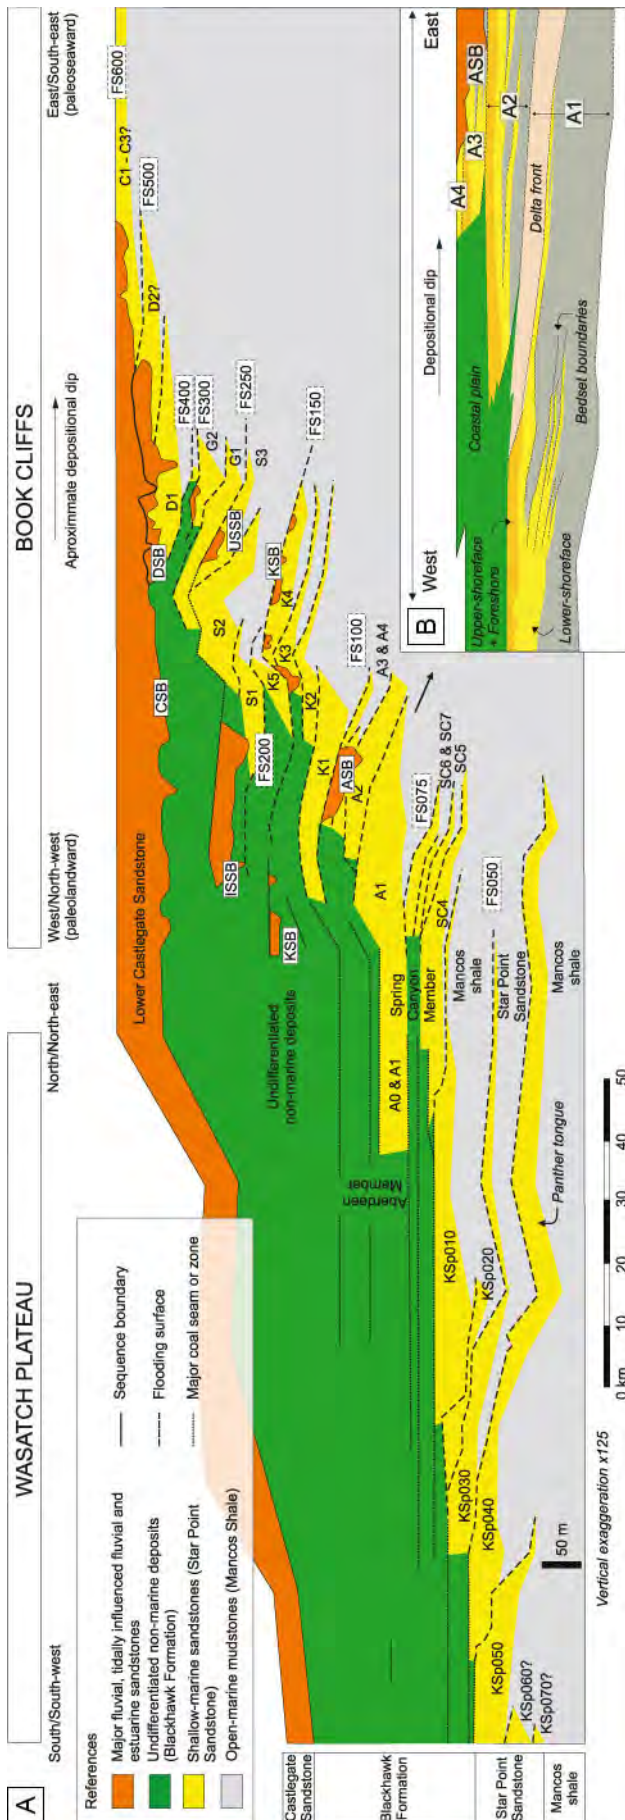 A
WASATCH PLATEAU
BOOK CLIFFS
South/South-west
North/North-east
West/North-west
(paleolandward)
Aproximmate depositional dip
East/South-east
(paleoseaward)
References
Major fluvial, tidally influenced fluvial and
estuarine sandstones
Undifferentiated non-marine deposits
(Blackhawk Formation)
Shallow-marine sandstones (Star Point
Sandstone)
Open-marine mudstones (Mancos Shale)
Sequence boundary
Flooding surface
Major coal seam or zone
Castlegate
Sandstone
Blackhawk
Formation
Star Point
Sandstone
Mancos
shale
Lower Castlegate Sandstone
CSB
Undifferentiated
non-marine deposits
Aberdeen
Member
A0 & A1
Spring
Canyon
Member
Mancos
shale
Star Point
Sandstone
Mancos
shale
Panther tongue
KSp010
KSp020
KSp030
KSp040
KSp050
KSp060?
KSp070?
50 m
0 km
10
20
30
40
50
Vertical exaggeration x125
ISSB
KSB
FS200
A1
A2
ASB
K1
K2
K3
K4
K5
KSB
S1
S2
S3
USSB
DSB
D1
D2?
G1
G2
C1 - C3?
FS600
FS500
FS400
FS300
FS250
FS150
FS100
A3 & A4
FS075
SC6 & SC7
SC5
SC4
FS050
B
West
Depositional dip
East
Coastal plain
Upper-shoreface
+ Foreshore
Lower-shoreface
Bedset boundaries
Delta front
A4
A3
ASB
A2
A1